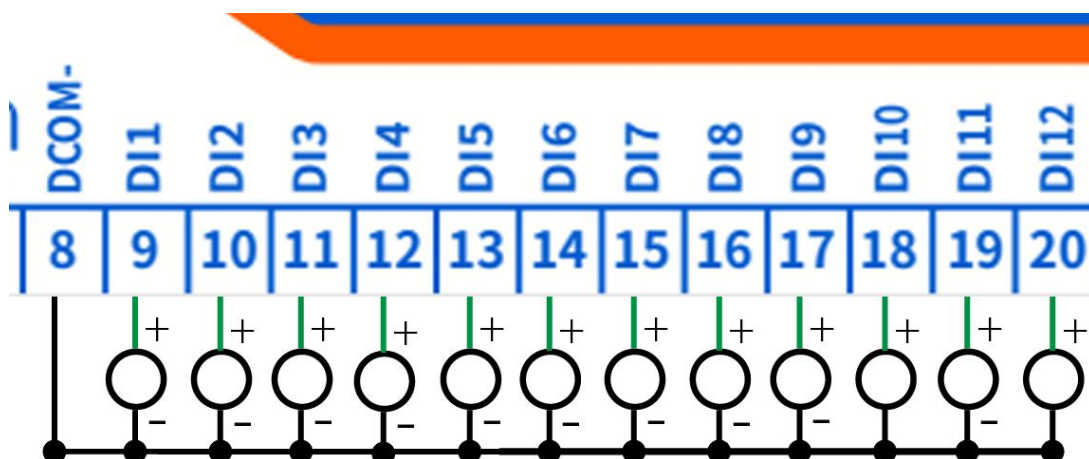 DCOM- DI1 DI2 DI3 DI4 DI5 DI6 DI7 DI8 DI9 DI10 DI11 DI12
8 9 10 11 12 13 14 15 16 17 18 19 20
+ + + + + + + + + + + +
- - - - - - - - - -